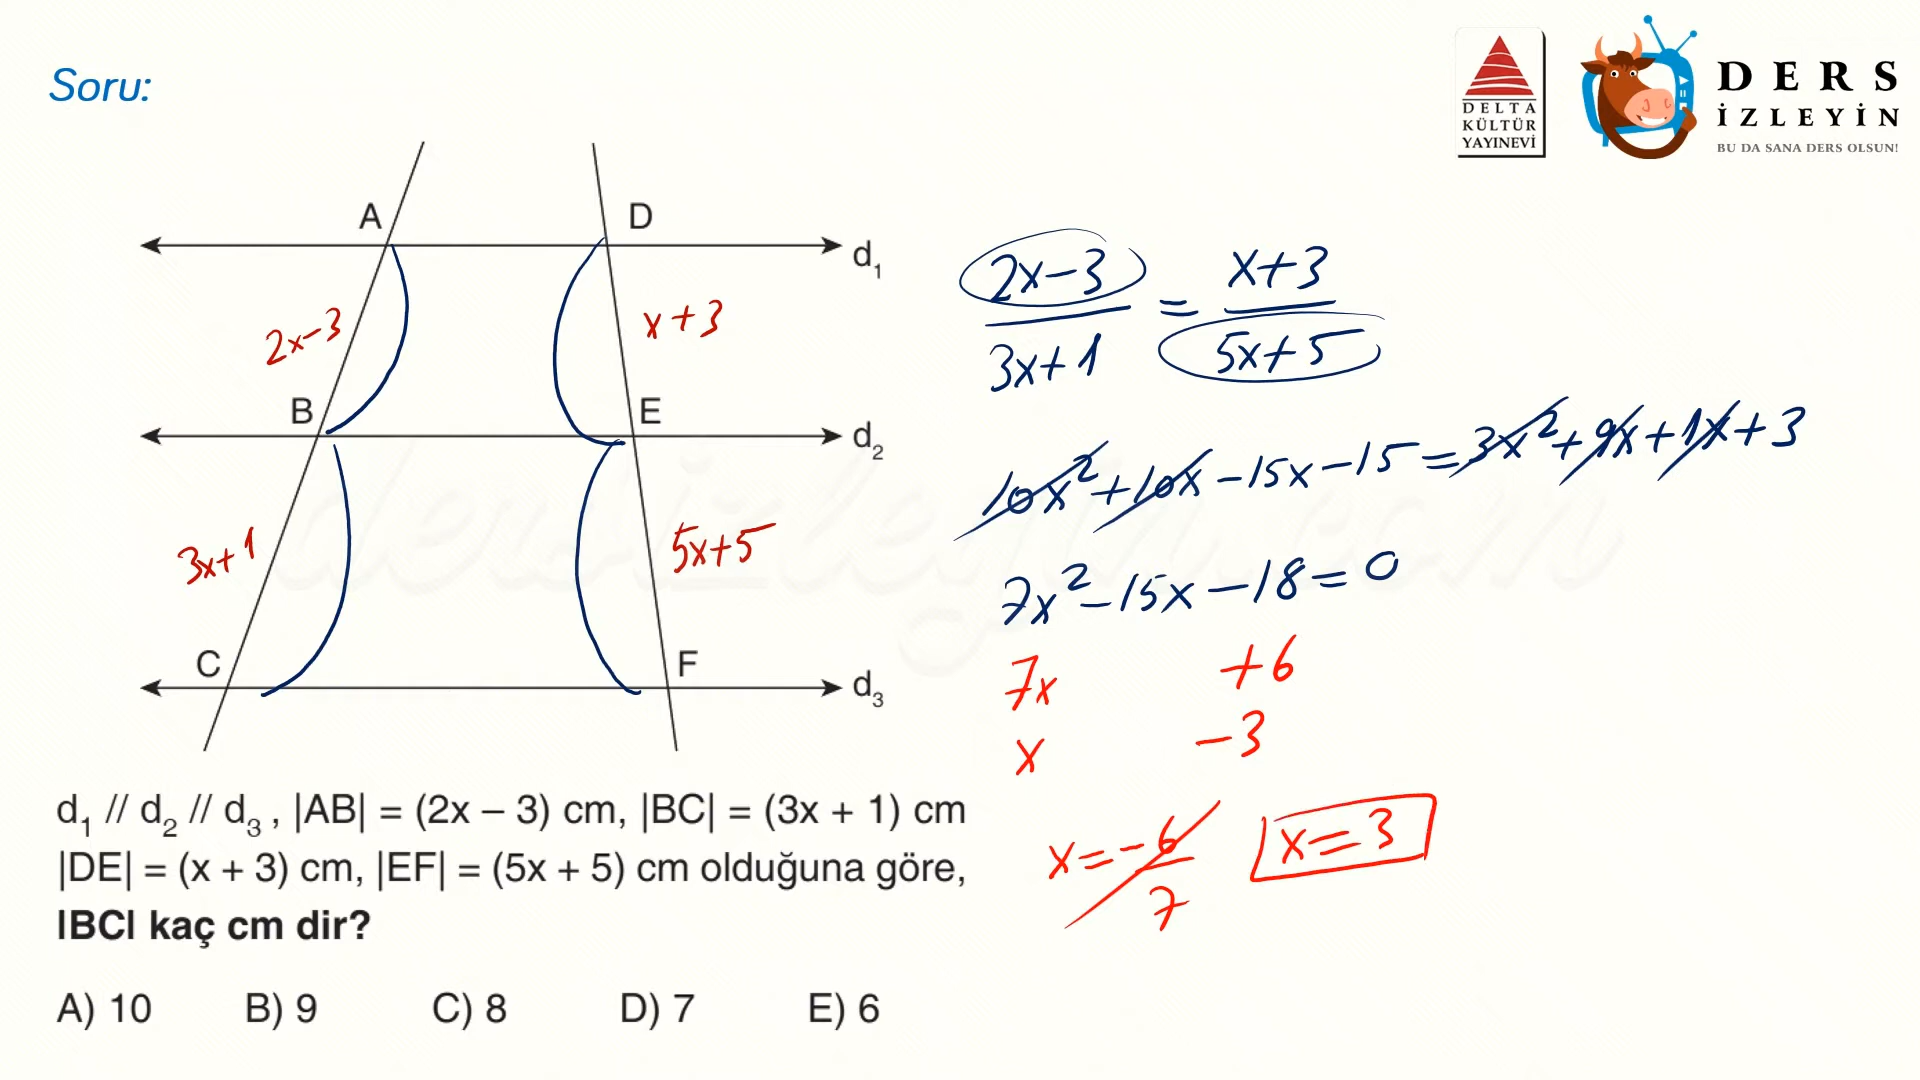 Soru:
DELTA
KÜLTÜR
YAYINEVİ
DERS
İZLEYİN
BU DA SANA DERS OLSUN!
A
D
d₁
2x-3
x+3
B
E
d₂
3x+1
5x+5
C
F
d₃
2x-3 / 3x+1 = x+3 / 5x+5
10x²+10x-15x-15=3x²+9x+1x+3
7x²-15x-18=0
7x +6
x -3
x=-6/7 x=3
d₁ // d₂ // d₃ , |AB| = (2x – 3) cm, |BC| = (3x + 1) cm
|DE| = (x + 3) cm, |EF| = (5x + 5) cm olduğuna göre,
|BC| kaç cm dir?
A) 10 B) 9 C) 8 D) 7 E) 6